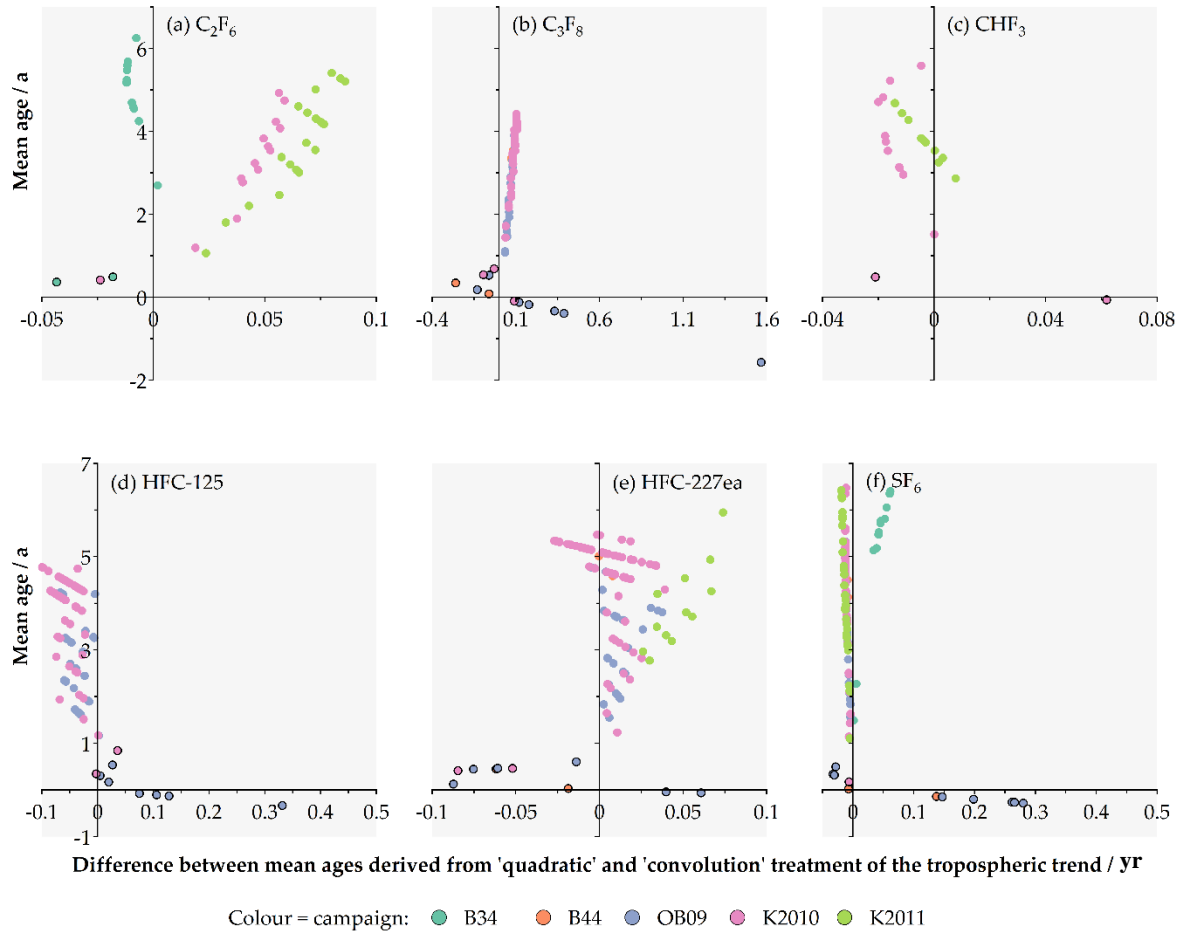 (a) C₂F₆
(b) C₃F₈
(c) CHF₃
Mean age / a
6
4
2
0
-2
-0.05 0 0.05 0.1
-0.4 0.1 0.6 1.1 1.6
-0.04 0 0.04 0.08
(d) HFC-125
(e) HFC-227ea
(f) SF₆
Mean age / a
7
5
3
1
-1
-0.1 0 0.1 0.2 0.3 0.4 0.5
-0.1 -0.05 0 0.05 0.1
-0.1 0 0.1 0.2 0.3 0.4 0.5
Difference between mean ages derived from 'quadratic' and 'convolution' treatment of the tropospheric trend / yr
Colour = campaign: B34 B44 OB09 K2010 K2011